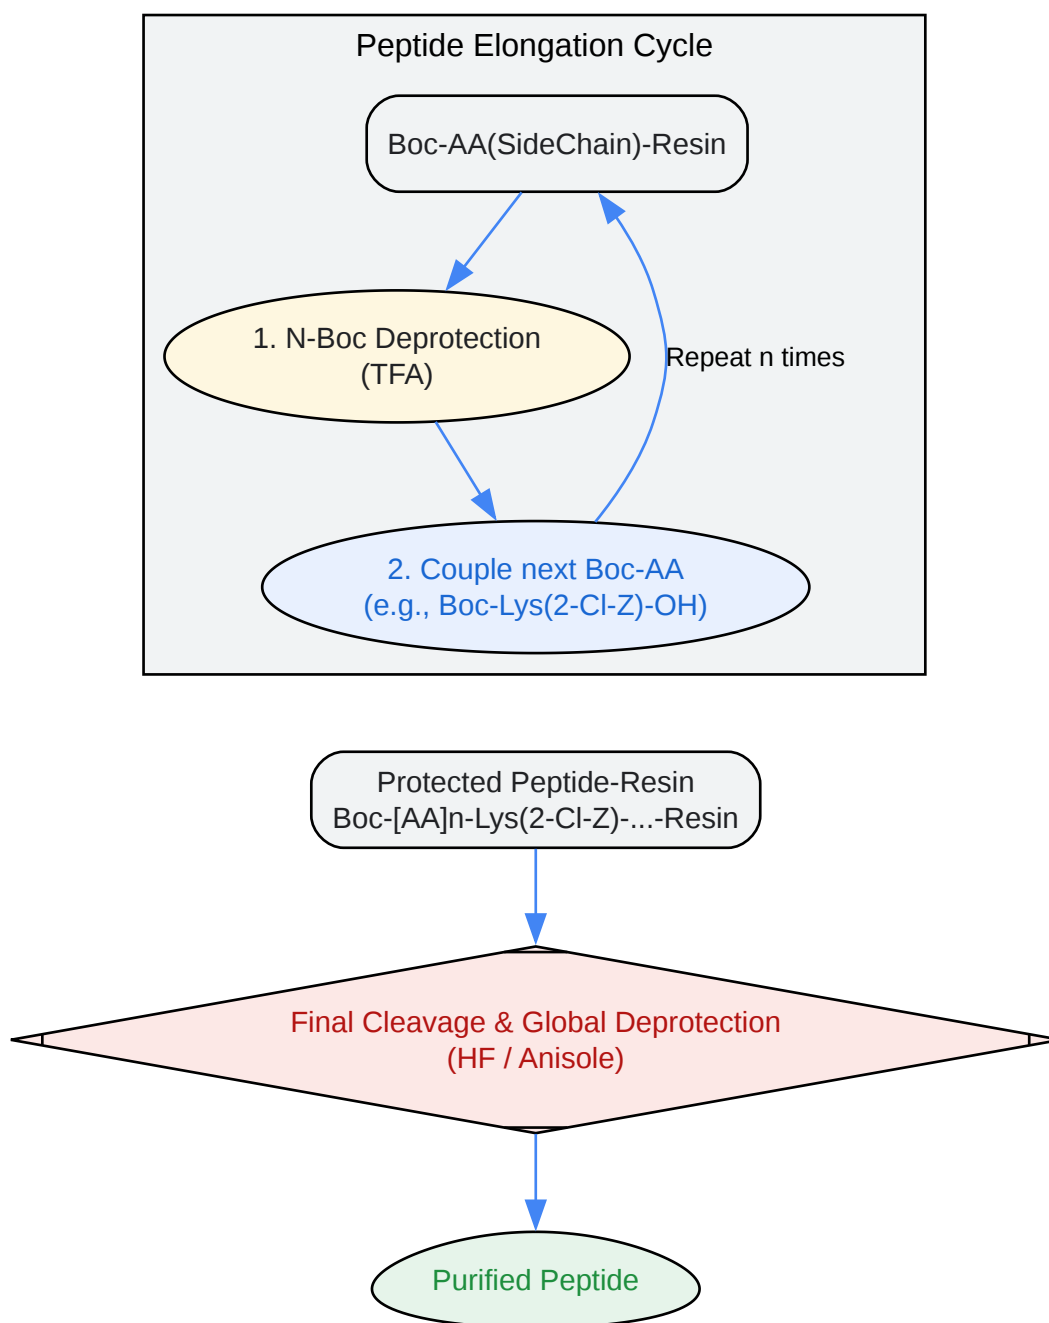 Peptide Elongation Cycle
Boc-AA(SideChain)-Resin
1. N-Boc Deprotection
(TFA)
Repeat n times
2. Couple next Boc-AA
(e.g., Boc-Lys(2-Cl-Z)-OH)
Protected Peptide-Resin
Boc-[AA]n-Lys(2-Cl-Z)-...-Resin
Final Cleavage & Global Deprotection
(HF / Anisole)
Purified Peptide